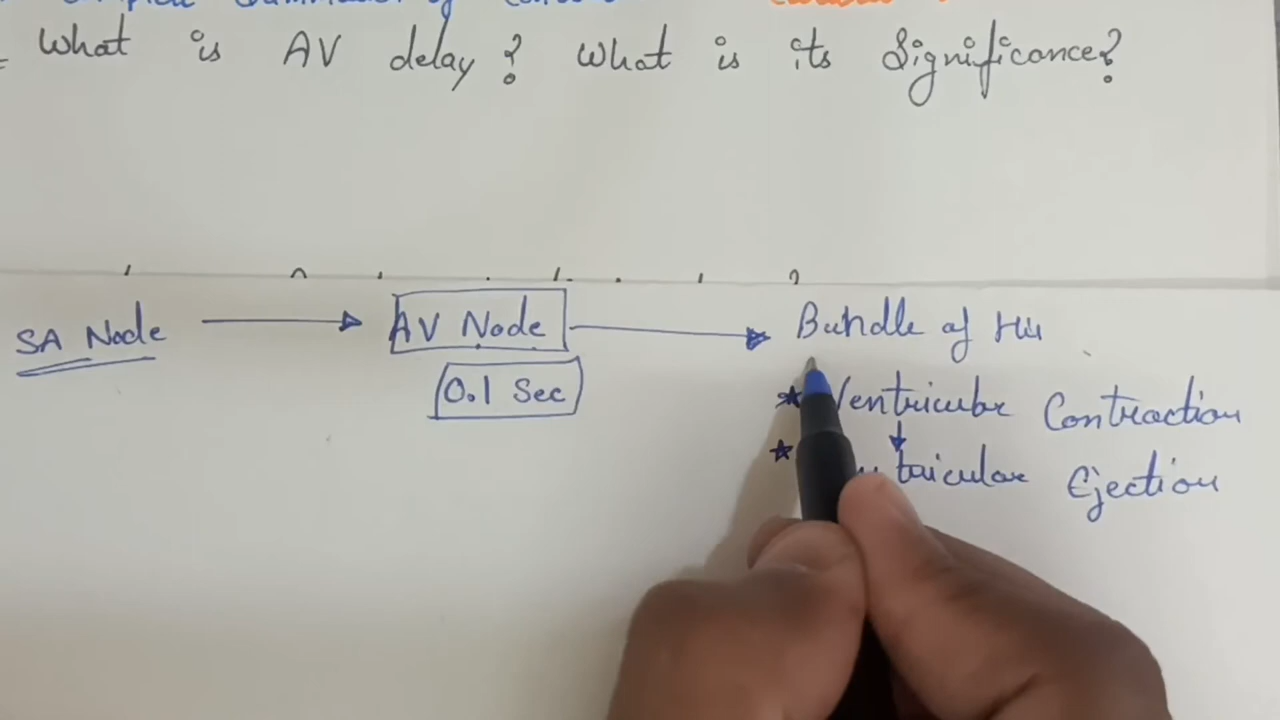 What is AV delay? What is its Significance?
SA Node AV Node Bundle of His
0.1 Sec
Ventricular Contraction
Ejection